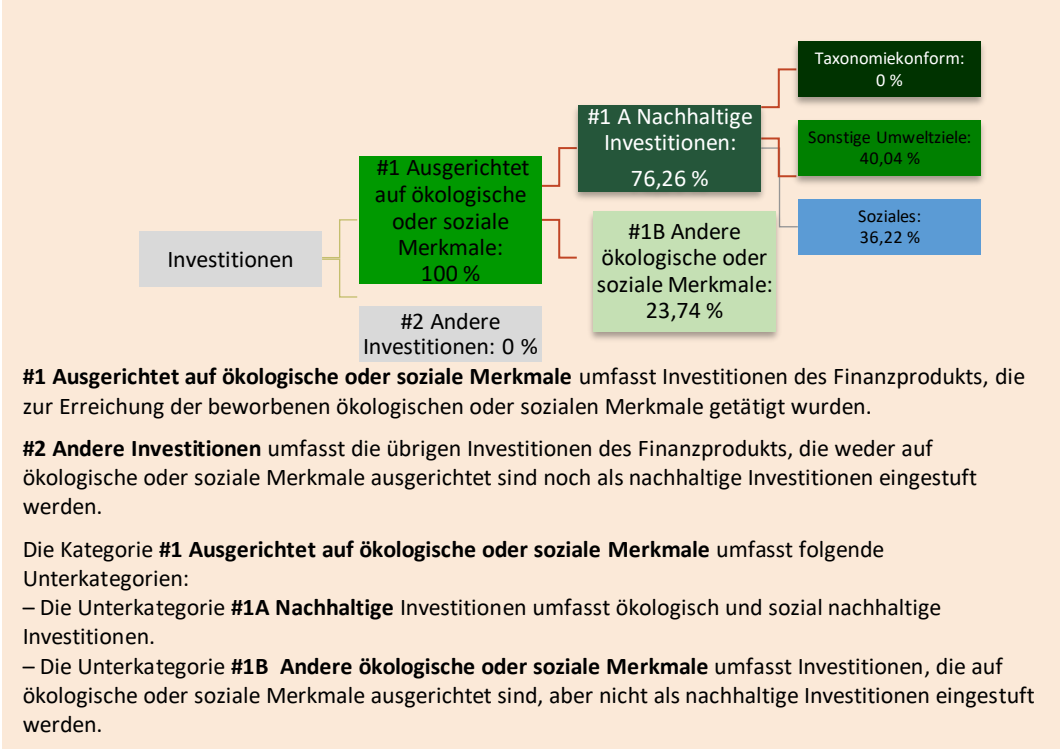 Investitionen
#1 Ausgerichtet
auf ökologische
oder soziale
Merkmale:
100 %
#2 Andere
Investitionen: 0 %
#1 A Nachhaltige
Investitionen:
76,26 %
#1B Andere
ökologische oder
soziale Merkmale:
23,74 %
Taxonomiekonform:
0 %
Sonstige Umweltziele:
40,04 %
Soziales:
36,22 %
#1 Ausgerichtet auf ökologische oder soziale Merkmale umfasst Investitionen des Finanzprodukts, die
zur Erreichung der beworbenen ökologischen oder sozialen Merkmale getätigt wurden.
#2 Andere Investitionen umfasst die übrigen Investitionen des Finanzprodukts, die weder auf
ökologische oder soziale Merkmale ausgerichtet sind noch als nachhaltige Investitionen eingestuft
werden.
Die Kategorie #1 Ausgerichtet auf ökologische oder soziale Merkmale umfasst folgende
Unterkategorien:
– Die Unterkategorie #1A Nachhaltige Investitionen umfasst ökologisch und sozial nachhaltige
Investitionen.
– Die Unterkategorie #1B Andere ökologische oder soziale Merkmale umfasst Investitionen, die auf
ökologische oder soziale Merkmale ausgerichtet sind, aber nicht als nachhaltige Investitionen eingestuft
werden.